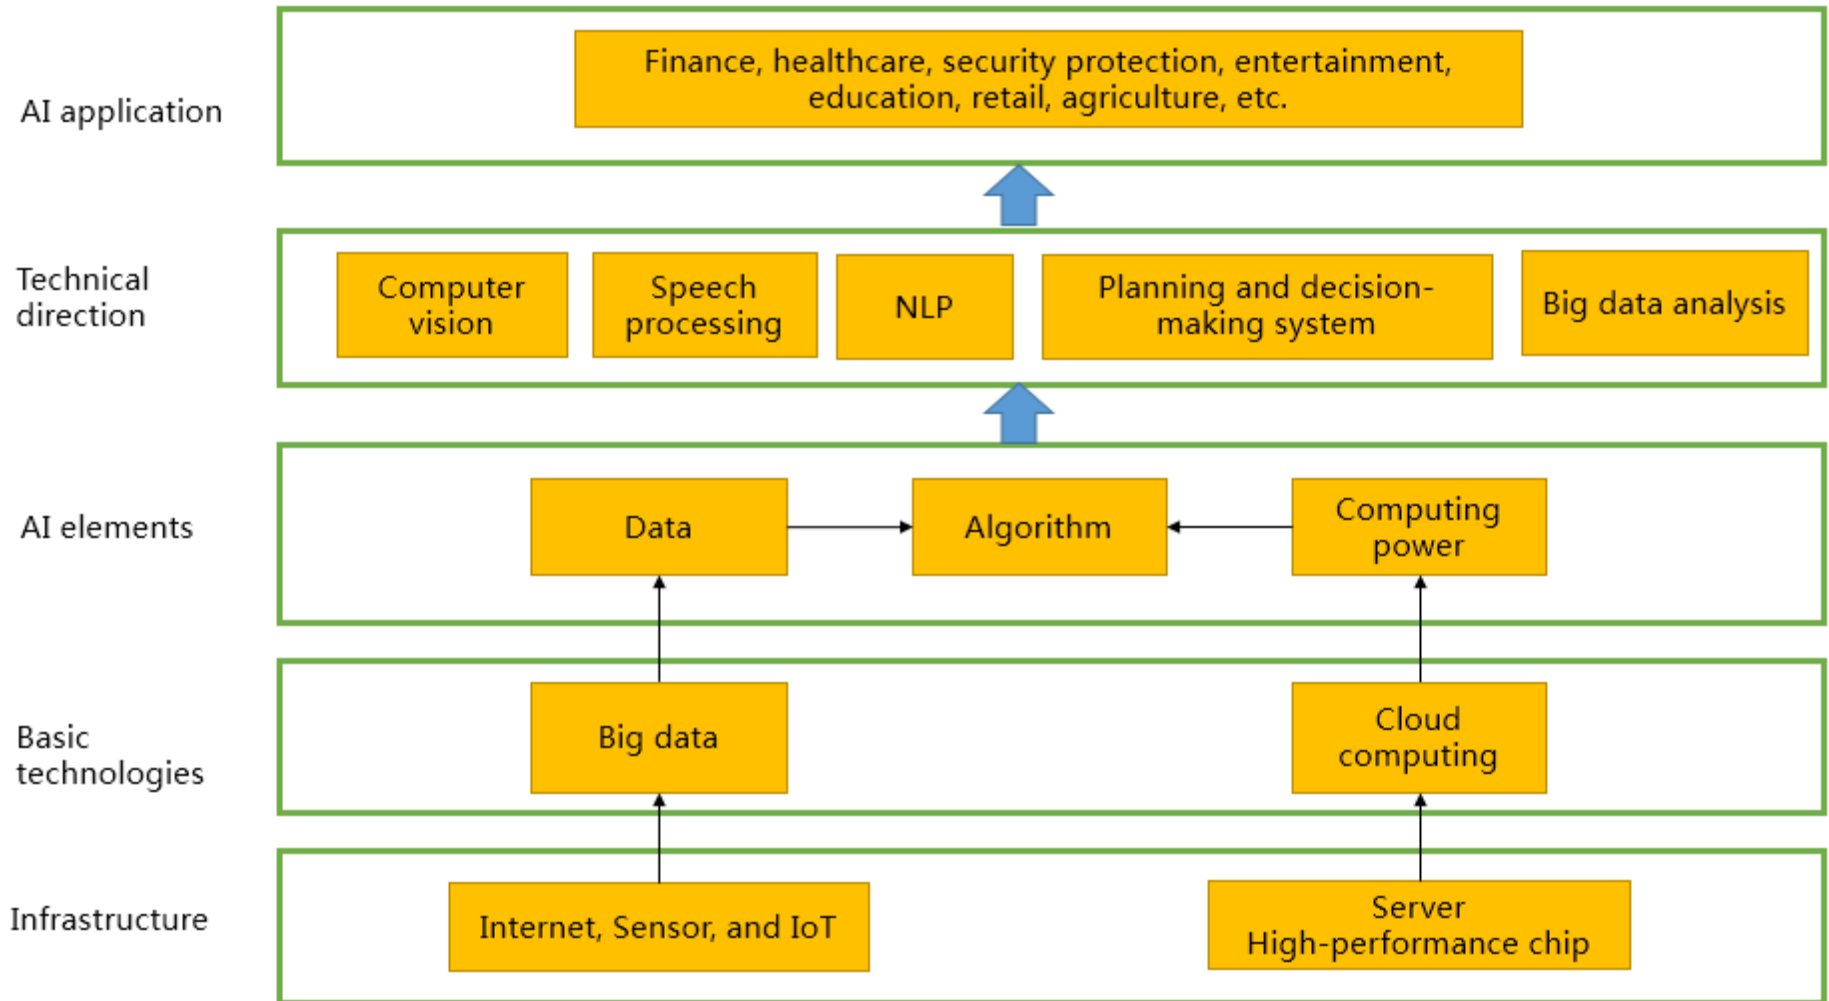 AI application
Finance, healthcare, security protection, entertainment,
education, retail, agriculture, etc.
Technical
direction
Computer
vision
Speech
processing
NLP
Planning and decision-
making system
Big data analysis
AI elements
Data
Algorithm
Computing
power
Basic
technologies
Big data
Cloud
computing
Infrastructure
Internet, Sensor, and IoT
Server
High-performance chip